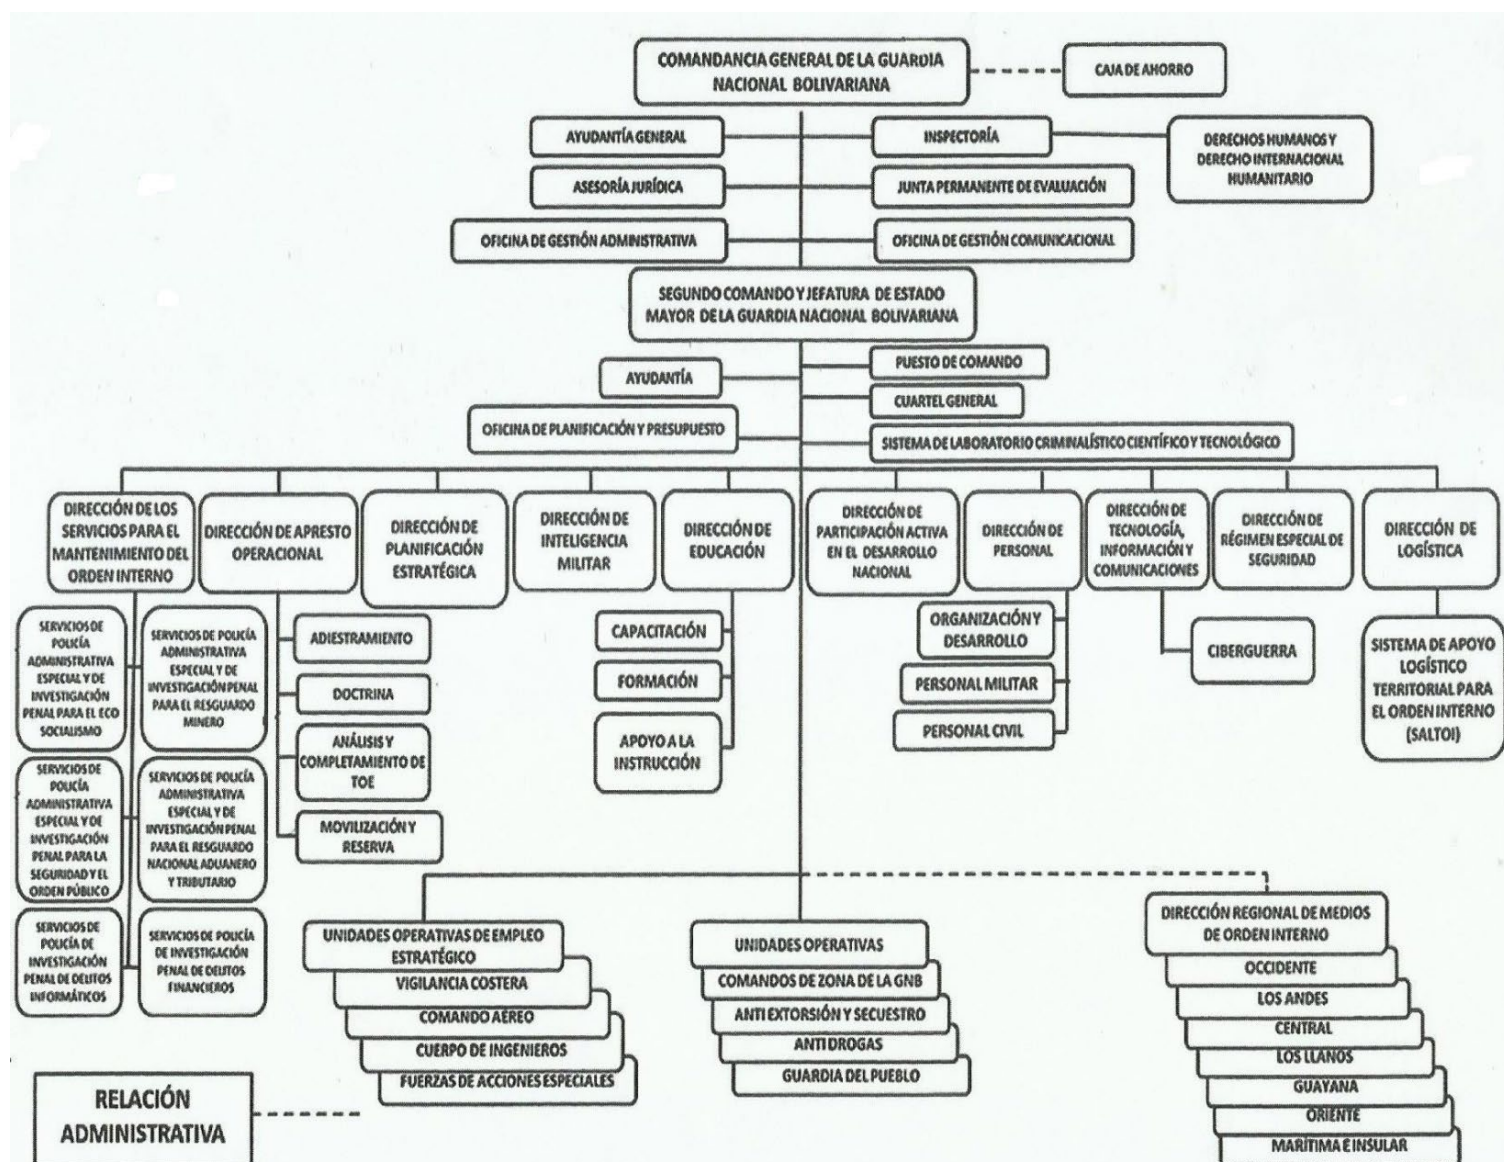 COMANDANCIA GENERAL DE LA GUARDIA
NACIONAL BOLIVARIANA
CAJA DE AHORRO
AYUDANTÍA GENERAL
INSPECTORÍA
DERECHOS HUMANOS Y
DERECHO INTERNACIONAL
HUMANITARIO
ASESORÍA JURÍDICA
JUNTA PERMANENTE DE EVALUACIÓN
OFICINA DE GESTIÓN ADMINISTRATIVA
OFICINA DE GESTIÓN COMUNICACIONAL
SEGUNDO COMANDO Y JEFATURA DE ESTADO
MAYOR DE LA GUARDIA NACIONAL BOLIVARIANA
AYUDANTÍA
PUESTO DE COMANDO
CUARTEL GENERAL
OFICINA DE PLANIFICACIÓN Y PRESUPUESTO
SISTEMA DE LABORATORIO CRIMINALÍSTICO CIENTÍFICO Y TECNOLÓGICO
DIRECCIÓN DE LOS
SERVICIOS PARA EL
MANTENIMIENTO DEL
ORDEN INTERNO
DIRECCIÓN DE APRESTO
OPERACIONAL
DIRECCIÓN DE
PLANIFICACIÓN
ESTRATÉGICA
DIRECCIÓN DE
INTELIGENCIA
MILITAR
DIRECCIÓN DE
EDUCACIÓN
DIRECCIÓN DE
PARTICIPACIÓN ACTIVA
EN EL DESARROLLO
NACIONAL
DIRECCIÓN DE
PERSONAL
DIRECCIÓN DE
TECNOLOGÍA,
INFORMACIÓN Y
COMUNICACIONES
DIRECCIÓN DE
RÉGIMEN ESPECIAL DE
SEGURIDAD
DIRECCIÓN DE
LOGÍSTICA
SERVICIOS DE
POLICÍA
ADMINISTRATIVA
ESPECIAL Y DE
INVESTIGACIÓN
PENAL PARA EL ECO
SOCIALISMO
SERVICIOS DE POLICÍA
ADMINISTRATIVA
ESPECIAL Y DE
INVESTIGACIÓN PENAL
PARA EL RESGUARDO
MINERO
SERVICIOS DE
POLICÍA
ADMINISTRATIVA
ESPECIAL Y DE
INVESTIGACIÓN
PENAL PARA LA
SEGURIDAD Y EL
ORDEN PÚBLICO
SERVICIOS DE POLICÍA
ADMINISTRATIVA
ESPECIAL Y DE
INVESTIGACIÓN PENAL
PARA EL RESGUARDO
NACIONAL ADUANERO
Y TRIBUTARIO
SERVICIOS DE
POLICÍA DE
INVESTIGACIÓN
PENAL DE DELITOS
INFORMÁTICOS
SERVICIOS DE POLICÍA
DE INVESTIGACIÓN
PENAL DE DELITOS
FINANCIEROS
ADIESTRAMIENTO
DOCTRINA
ANÁLISIS Y
COMPLETAMIENTO DE
TOE
MOVILIZACIÓN Y
RESERVA
CAPACITACIÓN
FORMACIÓN
APOYO A LA
INSTRUCCIÓN
ORGANIZACIÓN Y
DESARROLLO
PERSONAL MILITAR
PERSONAL CIVIL
CIBERGUERRA
SISTEMA DE APOYO
LOGÍSTICO
TERRITORIAL PARA
EL ORDEN INTERNO
(SALTOI)
UNIDADES OPERATIVAS DE EMPLEO
ESTRATÉGICO
VIGILANCIA COSTERA
COMANDO AÉREO
CUERPO DE INGENIEROS
FUERZAS DE ACCIONES ESPECIALES
UNIDADES OPERATIVAS
COMANDOS DE ZONA DE LA GNB
ANTI EXTORSIÓN Y SECUESTRO
ANTI DROGAS
GUARDIA DEL PUEBLO
DIRECCIÓN REGIONAL DE MEDIOS
DE ORDEN INTERNO
OCCIDENTE
LOS ANDES
CENTRAL
LOS LLANOS
GUAYANA
ORIENTE
MARÍTIMA E INSULAR
RELACIÓN
ADMINISTRATIVA